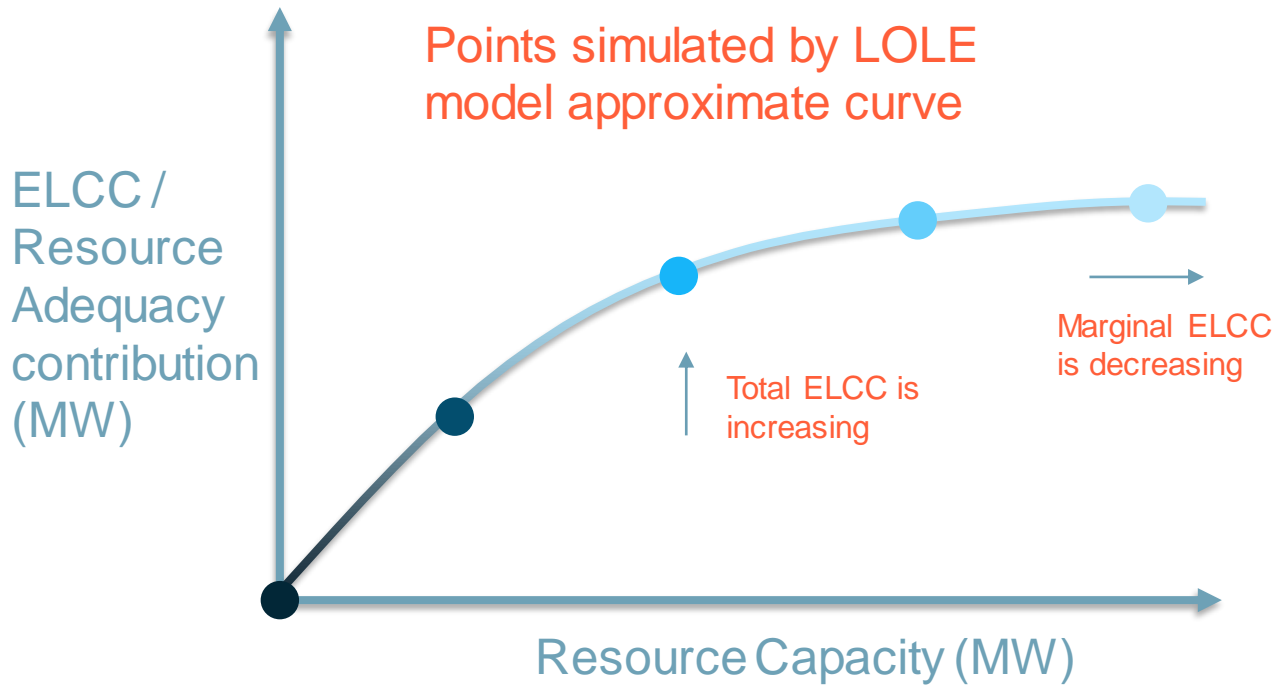 Points simulated by LOLE
model approximate curve
ELCC /
Resource
Adequacy
contribution
(MW)
Total ELCC is
increasing
Marginal ELCC
is decreasing
Resource Capacity (MW)